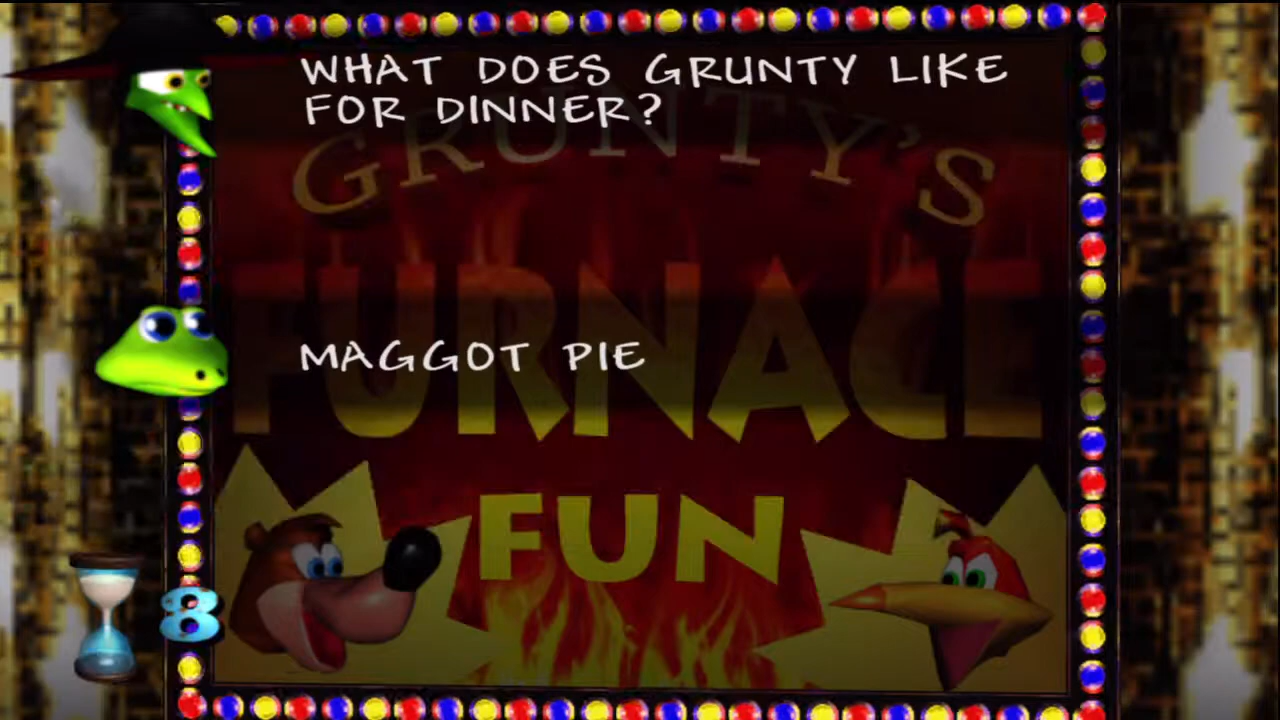 WHAT DOES GRUNTY LIKE
FOR DINNER?
GRUNTY'S
MAGGOT PIE
FURNACE
FUN
8